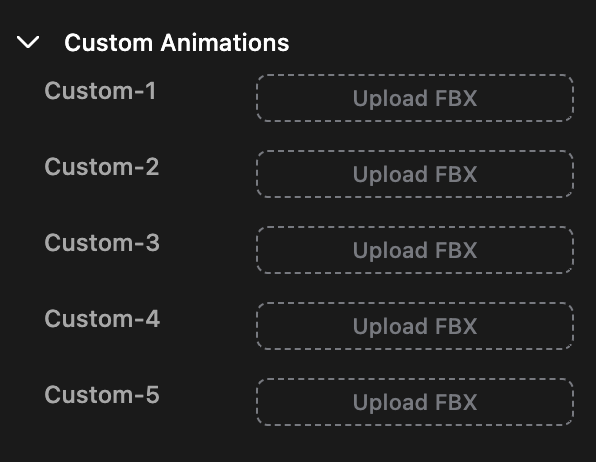 Custom Animations
Custom-1 Upload FBX
Custom-2 Upload FBX
Custom-3 Upload FBX
Custom-4 Upload FBX
Custom-5 Upload FBX